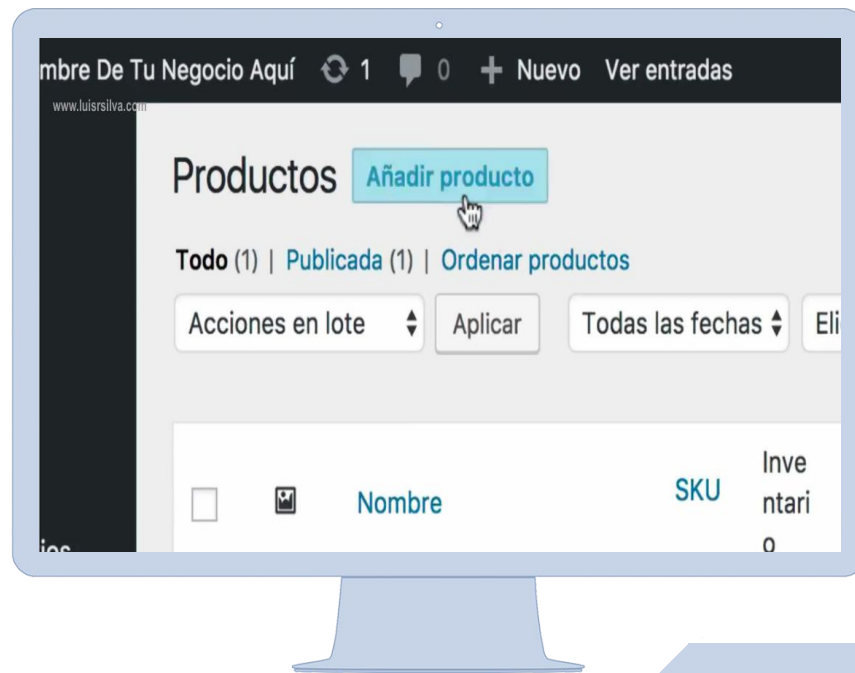 mbre De Tu Negocio Aquí 1 0 + Nuevo Ver entradas
www.luisrsilva.com
Productos Añadir producto
Todo (1) | Publicada (1) | Ordenar productos
Acciones en lote Aplicar Todas las fechas Eli
Nombre SKU Inve
ntari
o
ios